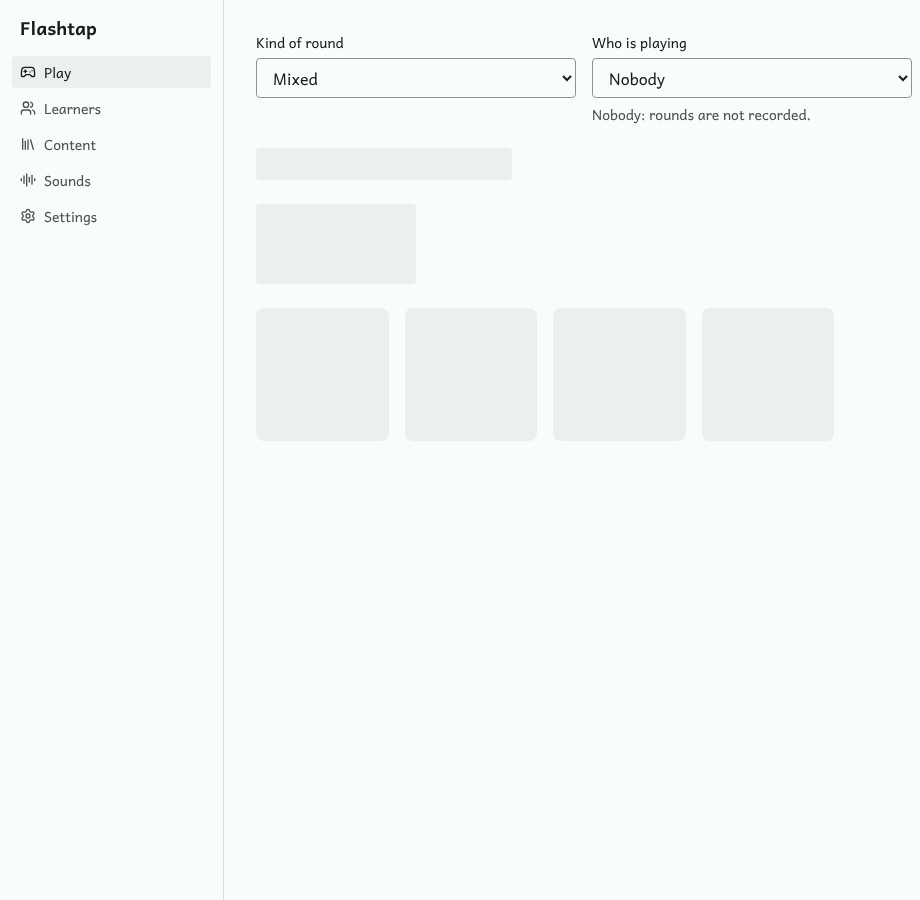 Flashtap
Play
Learners
Content
Sounds
Settings
Kind of round
Mixed
Who is playing
Nobody
Nobody: rounds are not recorded.